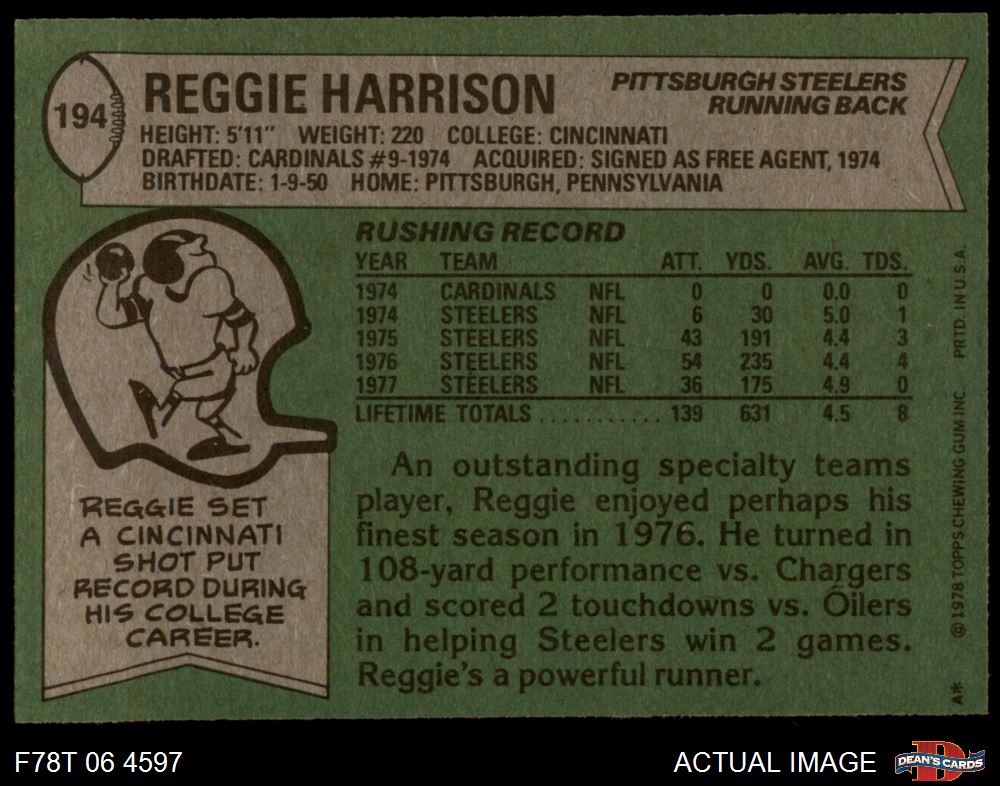 194
REGGIE HARRISON
PITTSBURGH STEELERS
RUNNING BACK
HEIGHT: 5'11" WEIGHT: 220 COLLEGE: CINCINNATI
DRAFTED: CARDINALS #9-1974 ACQUIRED: SIGNED AS FREE AGENT, 1974
BIRTHDATE: 1-9-50 HOME: PITTSBURGH, PENNSYLVANIA
RUSHING RECORD
YEAR TEAM ATT. YDS. AVG. TDS.
1974 CARDINALS NFL 0 0 0.0 0
1974 STEELERS NFL 6 30 5.0 1
1975 STEELERS NFL 43 191 4.4 3
1976 STEELERS NFL 54 235 4.4 4
1977 STEELERS NFL 36 175 4.9 0
LIFETIME TOTALS ........... 139 631 4.5 8
An outstanding specialty teams
player, Reggie enjoyed perhaps his
finest season in 1976. He turned in
108-yard performance vs. Chargers
and scored 2 touchdowns vs. Oilers
in helping Steelers win 2 games.
Reggie's a powerful runner.
REGGIE SET
A CINCINNATI
SHOT PUT
RECORD DURING
HIS COLLEGE
CAREER.
A* © 1978 TOPPS CHEWING GUM INC. PRTD. IN U.S.A.
F78T 06 4597
ACTUAL IMAGE
DEAN'S CARDS